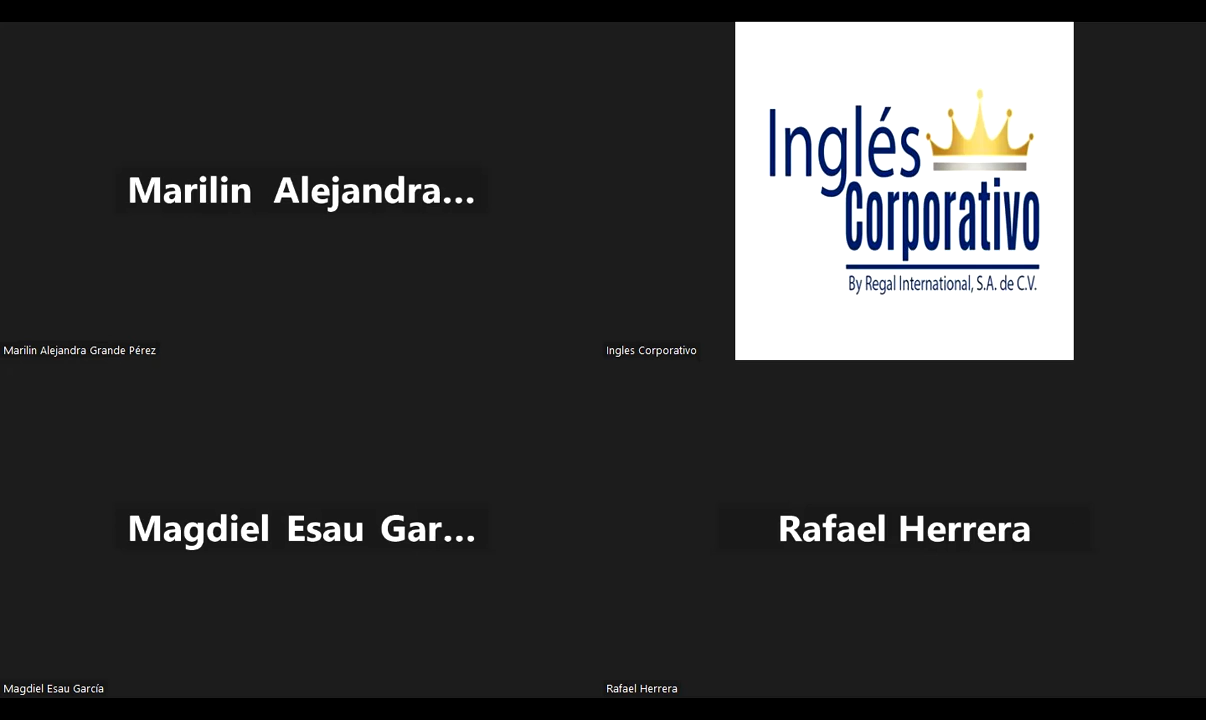 Marilin Alejandra...
Marilin Alejandra Grande Pérez
Inglés
Corporativo
By Regal International, S.A. de C.V.
Ingles Corporativo
Magdiel Esau Gar...
Magdiel Esau García
Rafael Herrera
Rafael Herrera